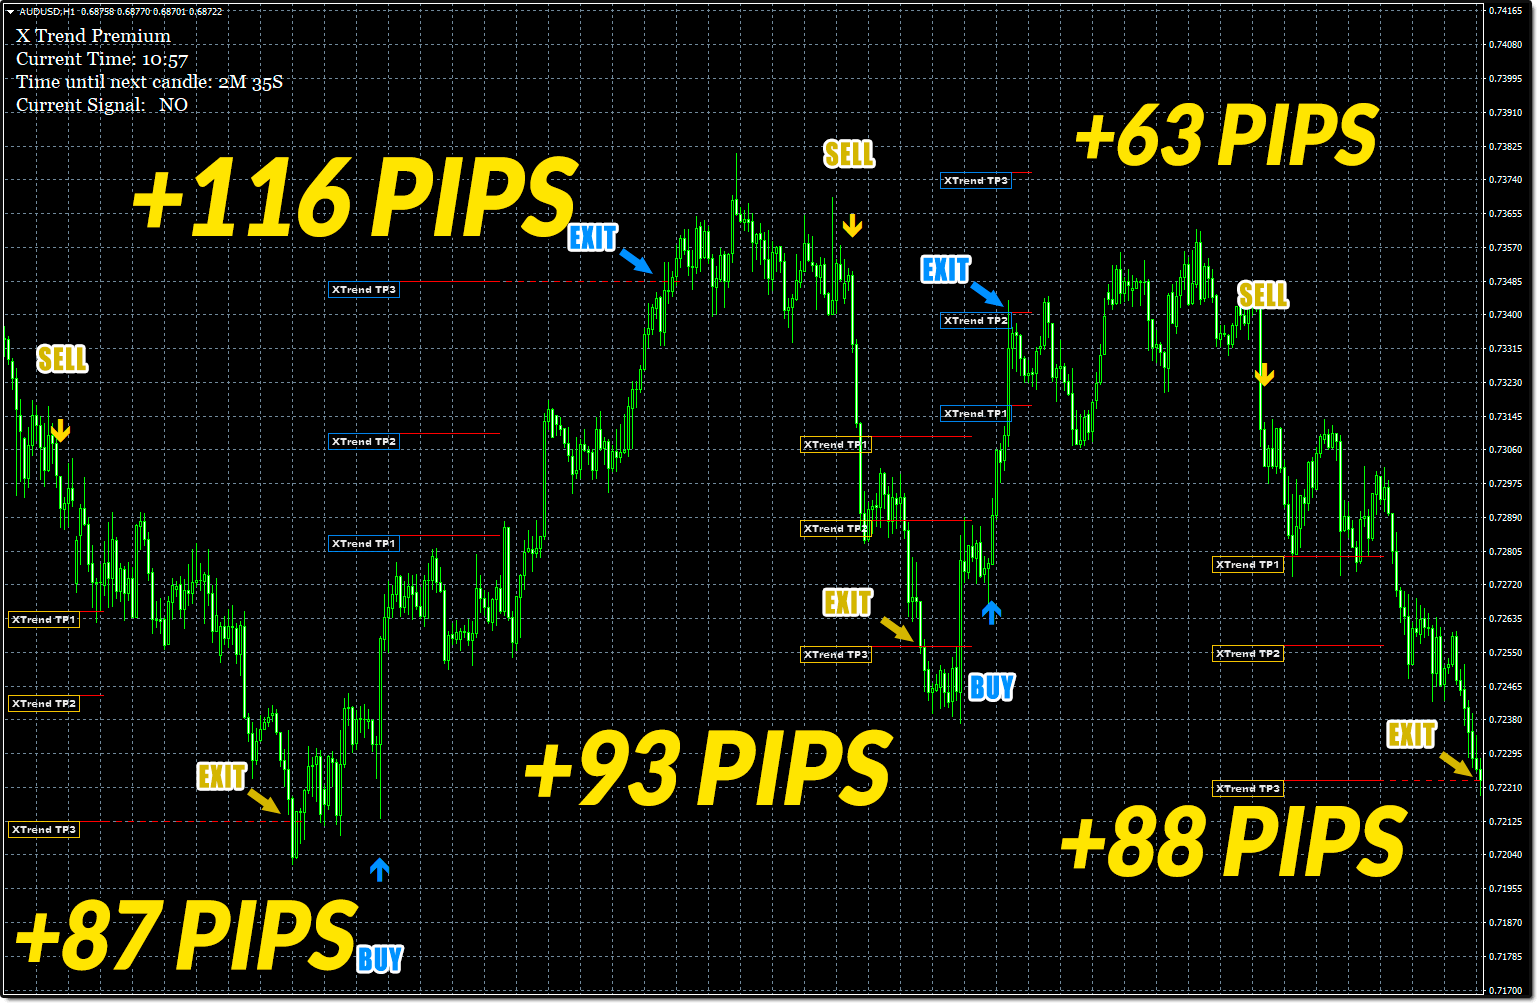 AUDUSD,H1 0.68758 0.68770 0.68701 0.68722
X Trend Premium
Current Time: 10:57
Time until next candle: 2M 35S
Current Signal: NO
+116 PIPS
+63 PIPS
SELL
EXIT
XTrend TP3
XTrend TP3
EXIT
SELL
XTrend TP2
SELL
XTrend TP1
XTrend TP2
XTrend TP1
XTrend TP2
XTrend TP1
XTrend TP1
EXIT
XTrend TP1
XTrend TP3
XTrend TP2
BUY
XTrend TP2
EXIT
+93 PIPS
EXIT
XTrend TP3
XTrend TP3
+88 PIPS
+87 PIPS
BUY
0.74165
0.74080
0.73995
0.73910
0.73825
0.73740
0.73655
0.73570
0.73485
0.73400
0.73315
0.73230
0.73145
0.73060
0.72975
0.72890
0.72805
0.72720
0.72635
0.72550
0.72465
0.72380
0.72295
0.72210
0.72125
0.72040
0.71955
0.71870
0.71785
0.71700